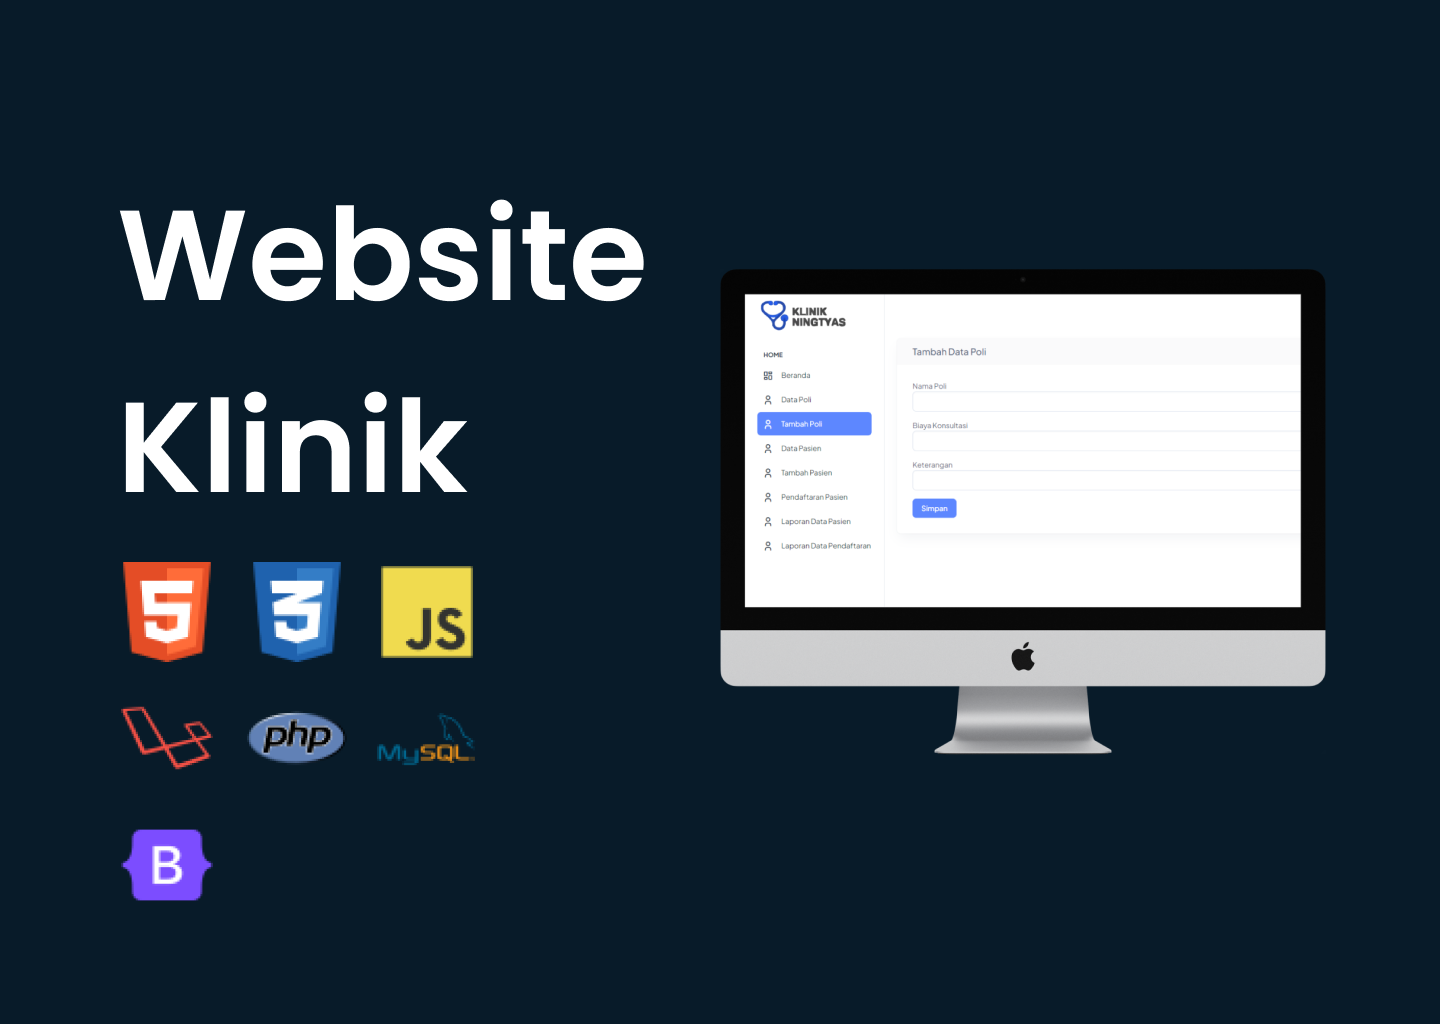 Website
Klinik
5
3
JS
php
MySQL
B
KLINIK
NINGTYAS
HOME
Beranda
Data Poli
Tambah Poli
Data Pasien
Tambah Pasien
Pendaftaran Pasien
Laporan Data Pasien
Laporan Data Pendaftaran
Tambah Data Poli
Nama Poli
Biaya Konsultasi
Keterangan
Simpan